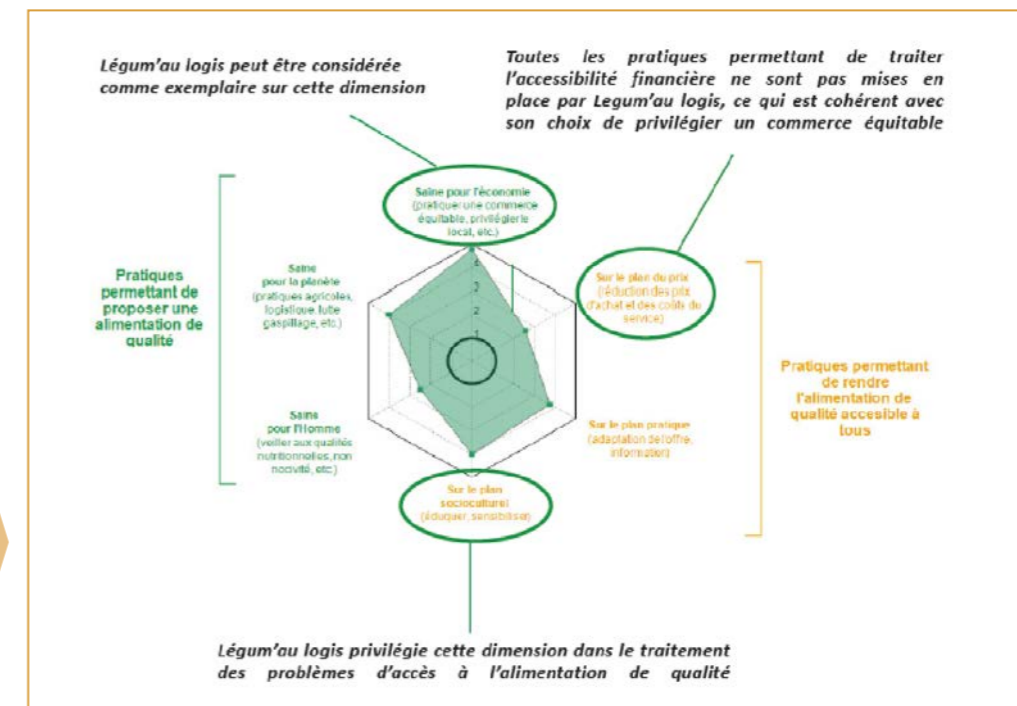 Légum'au logis peut être considérée
comme exemplaire sur cette dimension
Toutes les pratiques permettant de traiter
l'accessibilité financière ne sont pas mises en
place par Legum'au logis, ce qui est cohérent avec
son choix de privilégier un commerce équitable
Saine pour l'économie
(pratiquer une commerce
équitable, privilégier le
local, etc.)
Pratiques
permettant de
proposer une
alimentation de
qualité
Saine
pour la planète
(pratiques agricoles,
logistique, lutte
gaspillage, etc.)
Sur le plan du prix
(réduction des prix
d'achat et des coûts du
service)
4
3
2
1
Pratiques permettant
de rendre
l'alimentation de
qualité accesible à
tous
Saine
pour l'Homme
(veiller aux qualités
nutritionnelles, non
nocivité, etc.)
Sur le plan pratique
(adaptation de l'offre,
information)
Sur le plan
socioculturel
(éduquer, sensibiliser)
Légum'au logis privilégie cette dimension dans le traitement
des problèmes d'accès à l'alimentation de qualité